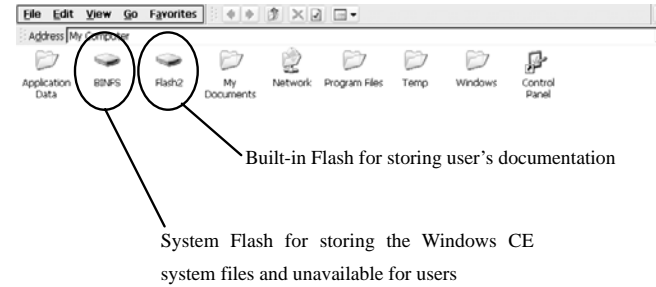 File Edit View Go Favorites
Address My Computer
Application Data BINFS Flash2 My Documents Network Program Files Temp Windows Control Panel
Built-in Flash for storing user’s documentation
System Flash for storing the Windows CE
system files and unavailable for users